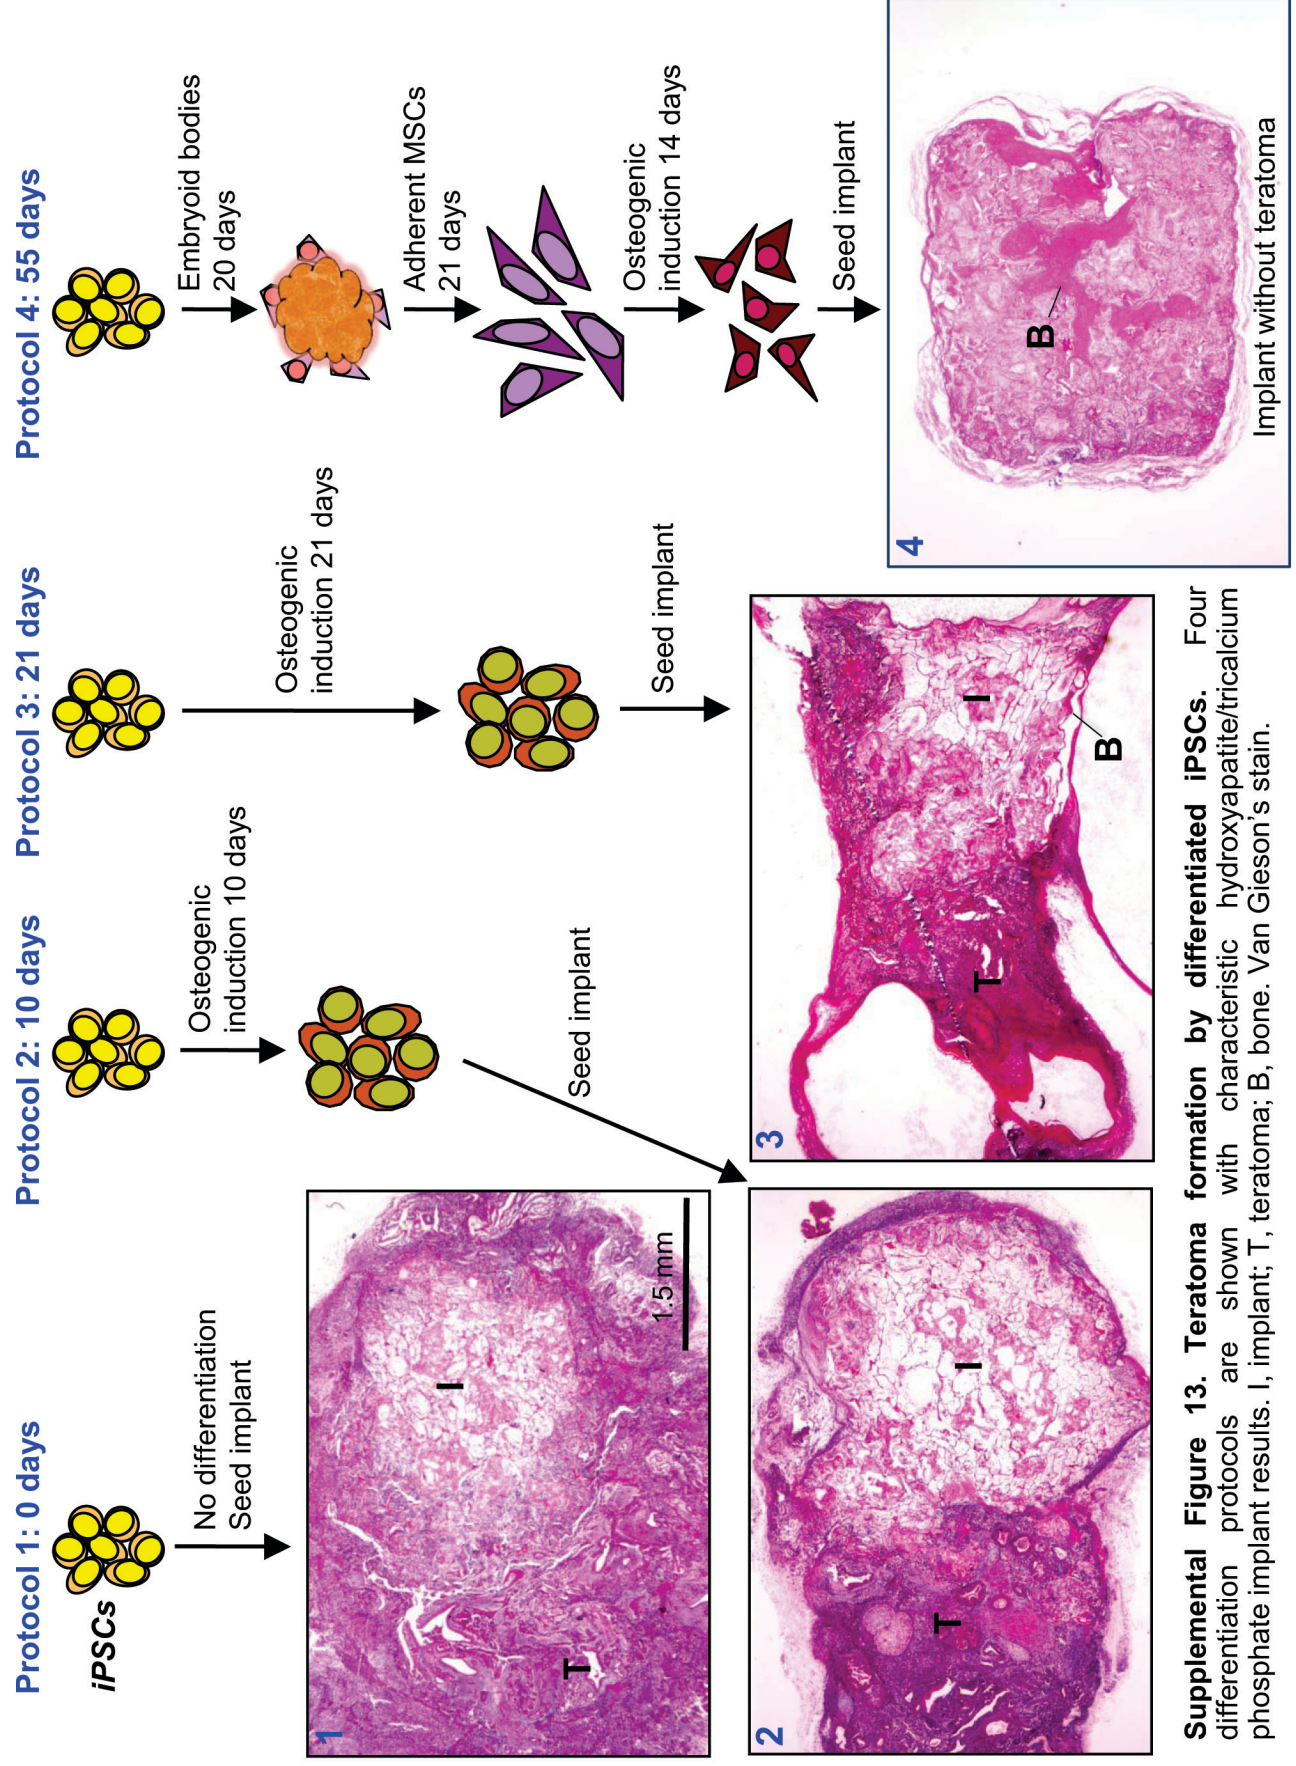 Protocol 1: 0 days
Protocol 2: 10 days
Protocol 3: 21 days
Protocol 4: 55 days
iPSCs
No differentiation
Seed implant
Osteogenic
induction 10 days
Seed implant
Osteogenic
induction 21 days
Seed implant
Embryoid bodies
20 days
Adherent MSCs
21 days
Osteogenic
induction 14 days
Seed implant
1
I
T
1.5 mm
2
I
T
3
I
T
B
4
B
Implant without teratoma
Supplemental Figure 13. Teratoma formation by differentiated iPSCs. Four
differentiation protocols are shown with characteristic hydroxyapatite/tricalcium
phosphate implant results. I, implant; T, teratoma; B, bone. Van Gieson's stain.